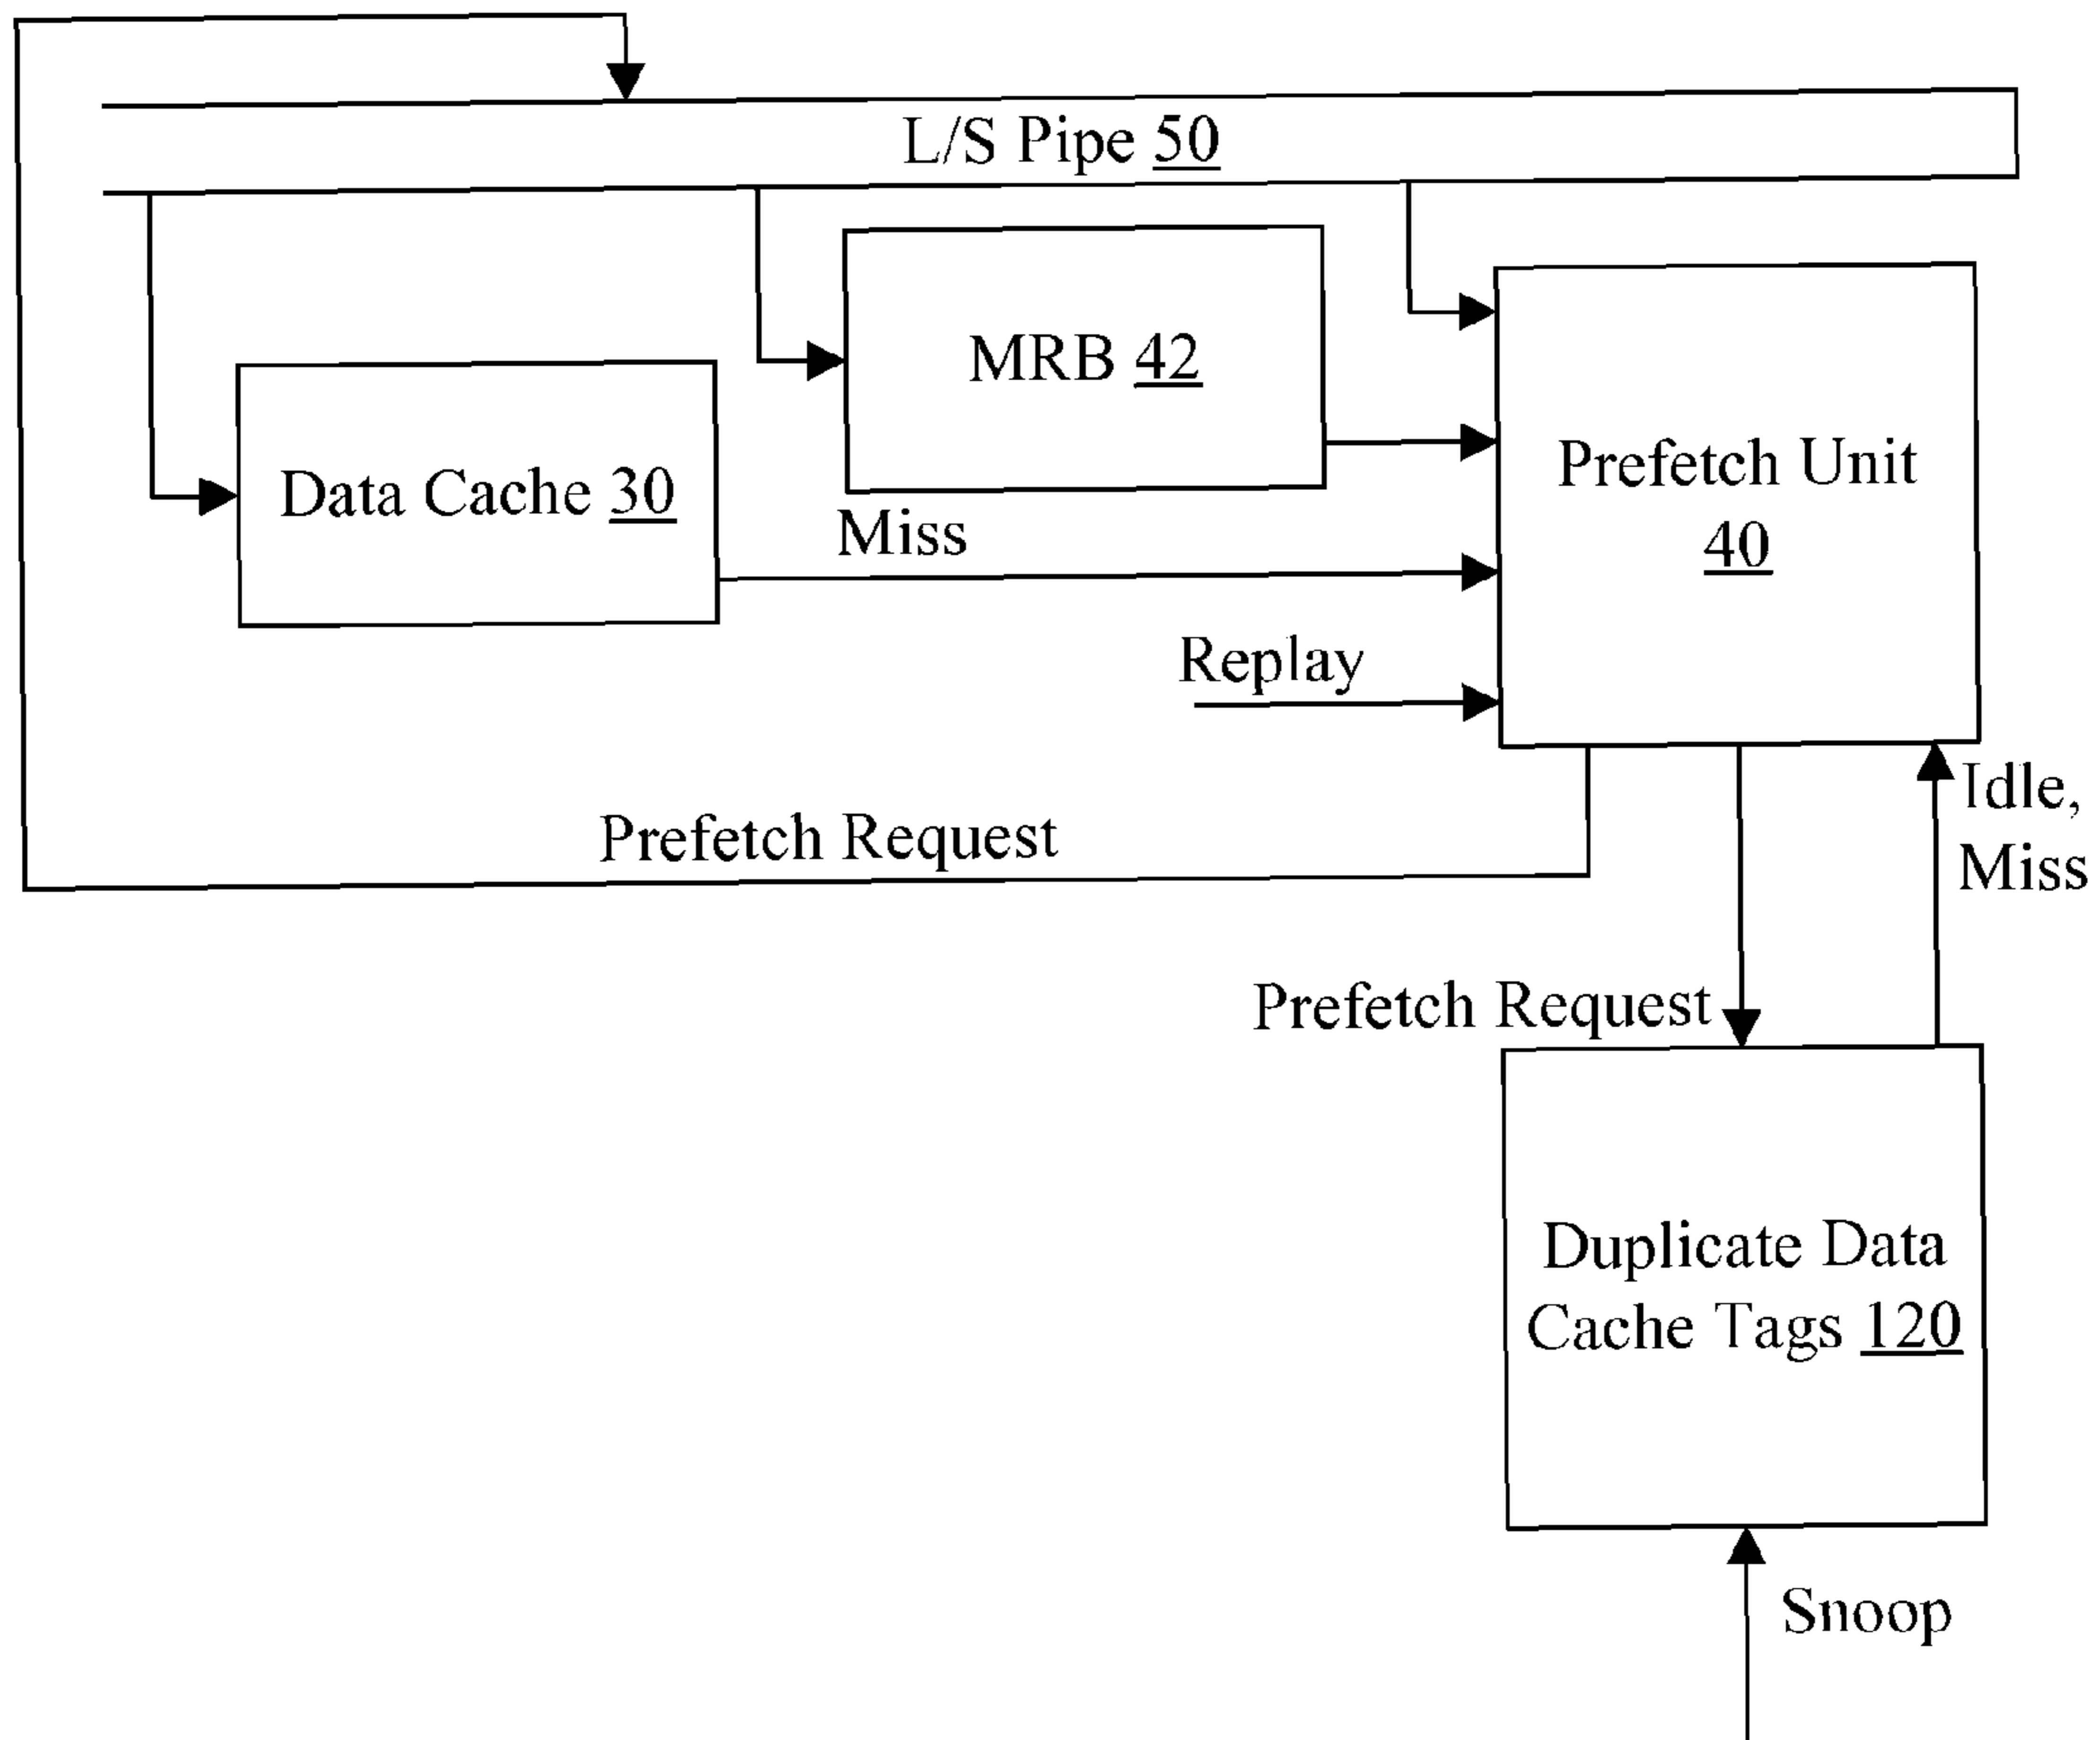 L/S Pipe 50
MRB 42
Data Cache 30
Miss
Prefetch Unit
40
Replay
Idle,
Miss
Prefetch Request
Prefetch Request
Duplicate Data
Cache Tags 120
Snoop